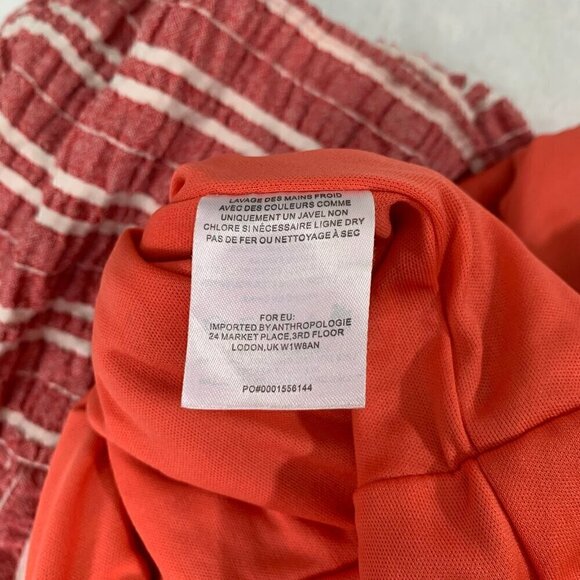 LAVAGE DES MAINS FROID
AVEC DES COULEURS COMME
UNIQUEMENT UN JAVEL NON
CHLORE SI NÉCESSAIRE LIGNE DRY
PAS DE FER OU NETTOYAGE À SEC
FOR EU:
IMPORTED BY ANTHROPOLOGIE
24 MARKET PLACE,3RD FLOOR
LODON,UK W1W8AN
PO#0001556144